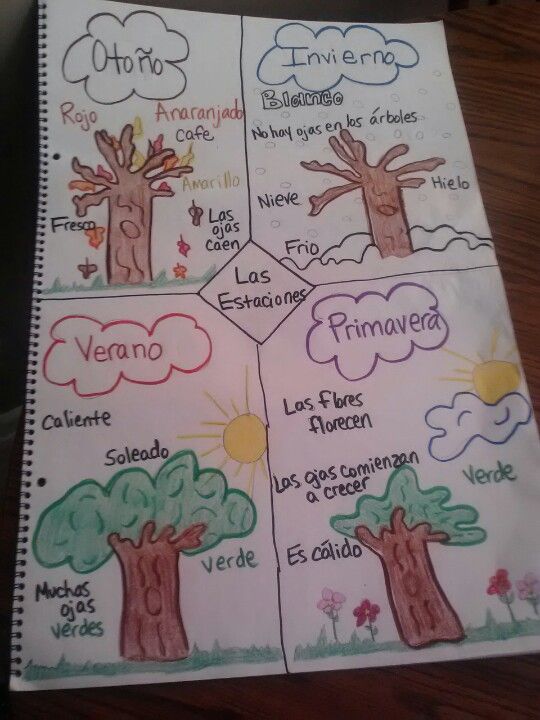 Otoño
Rojo
Anaranjado
cafe
Amarillo
Fresco
Las
ojas
caen
Invierno
Blanco
No hay ojas en los árboles
Nieve
Hielo
Frio
Las
Estaciones
Verano
Caliente
Soleado
verde
Muchas
ojas
verdes
Primavera
Las flores
florecen
Las ojas comienzan
a crecer
Verde
Es cálido